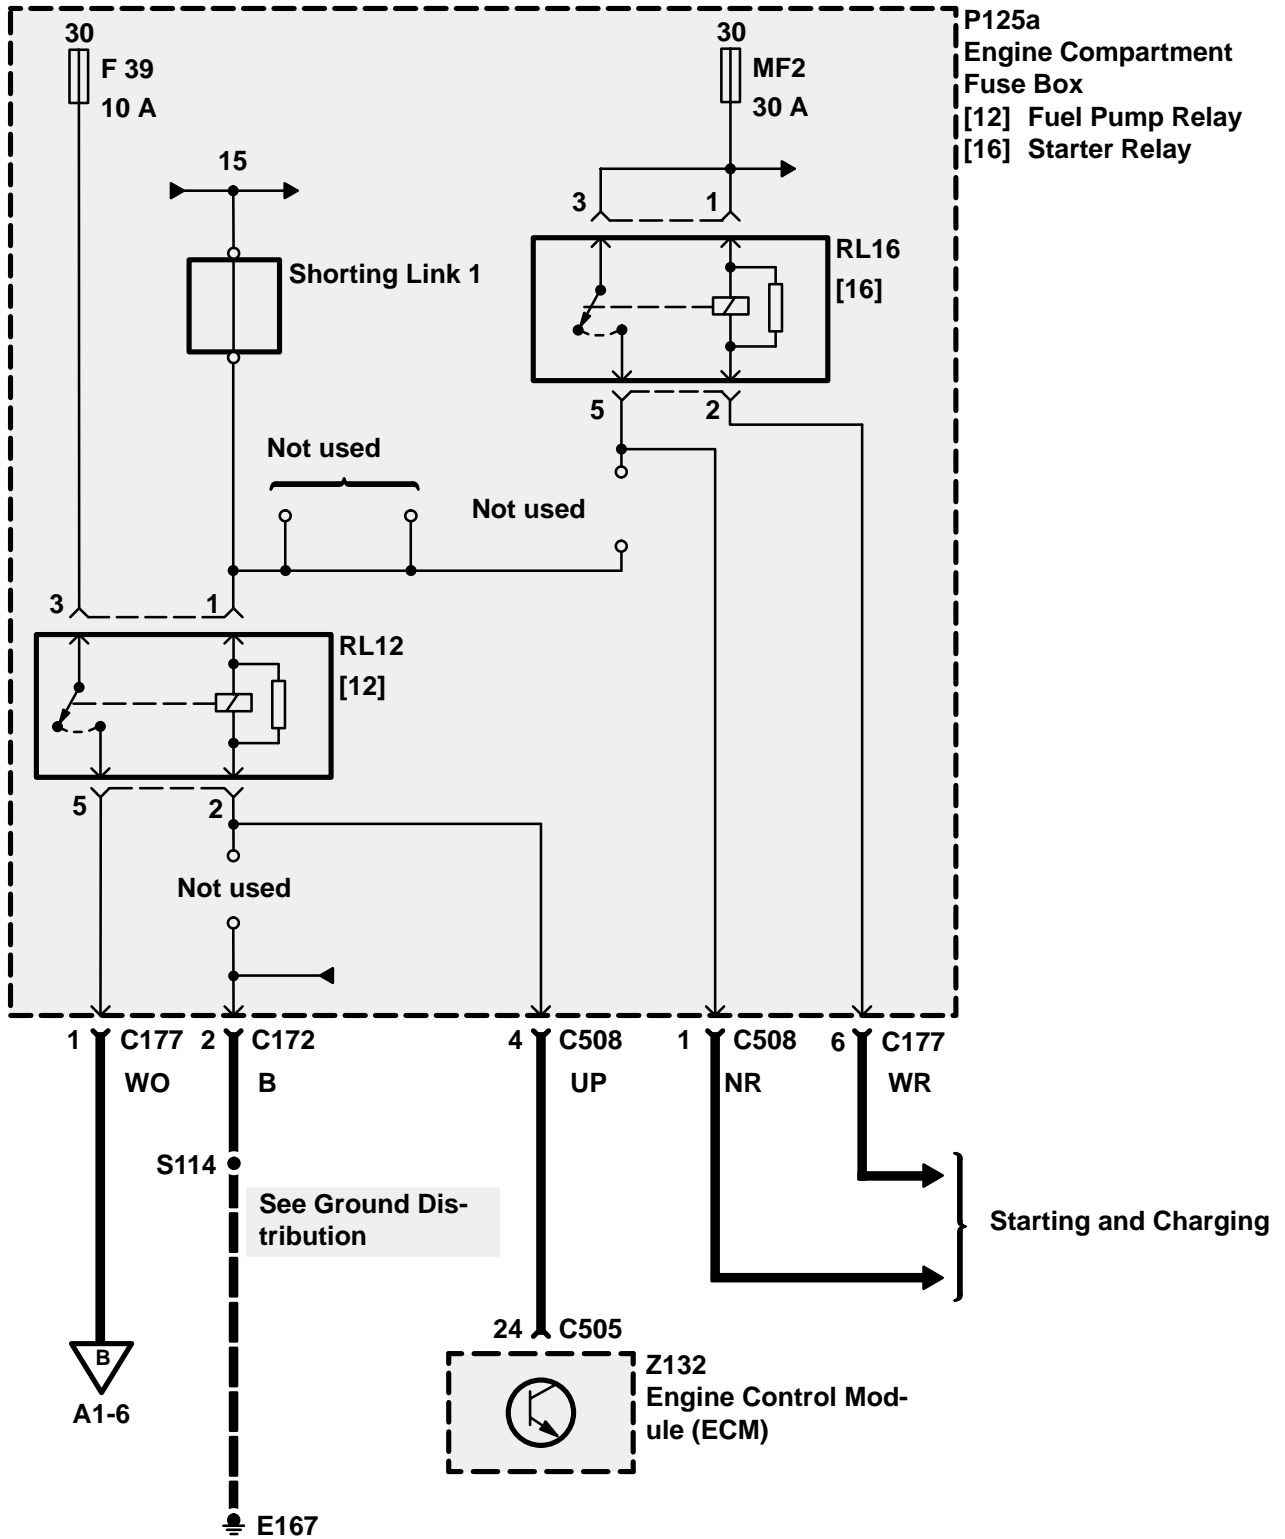 P125a
Engine Compartment
Fuse Box
[12] Fuel Pump Relay
[16] Starter Relay
30
F 39
10 A
30
MF2
30 A
15
3
1
Shorting Link 1
RL16
[16]
5
2
Not used
Not used
3
1
RL12
[12]
5
2
Not used
1
C177
2
C172
4
C508
1
C508
6
C177
WO
B
UP
NR
WR
S114
See Ground Dis-
tribution
Starting and Charging
24
C505
B
A1-6
Z132
Engine Control Mod-
ule (ECM)
E167